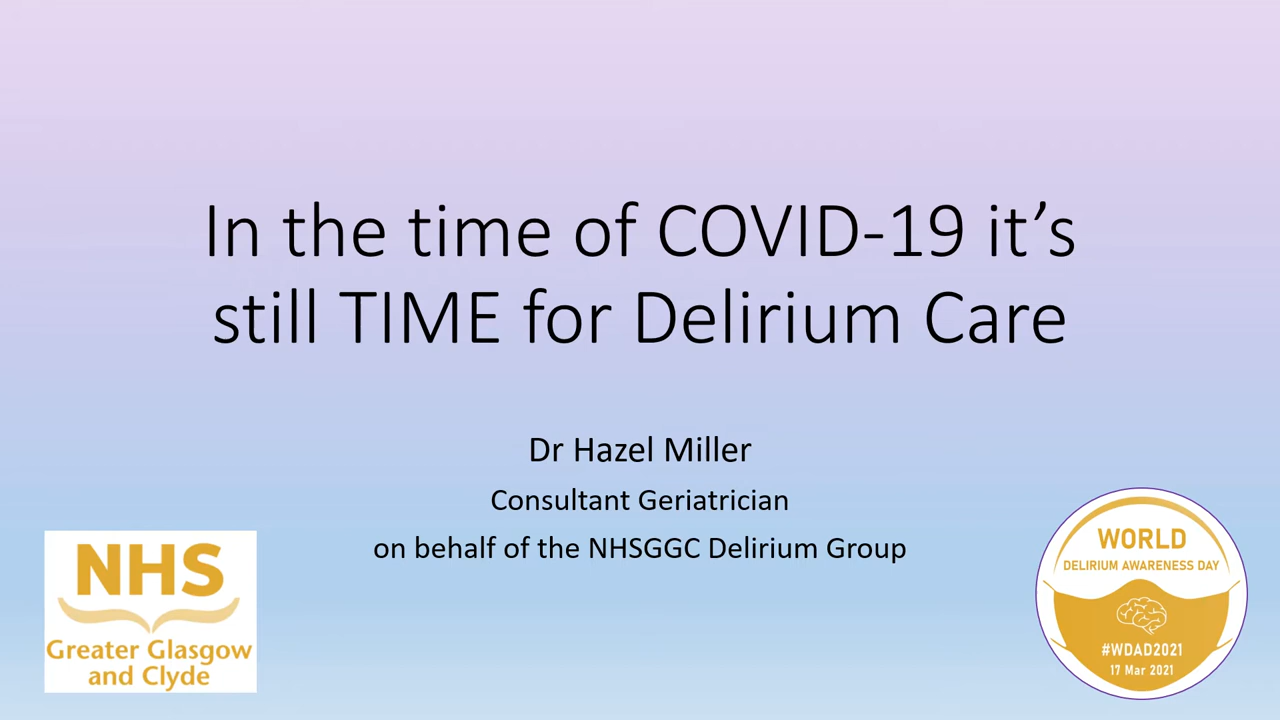 In the time of COVID-19 it’s
still TIME for Delirium Care
Dr Hazel Miller
Consultant Geriatrician
on behalf of the NHSGGC Delirium Group
NHS
Greater Glasgow
and Clyde
WORLD
DELIRIUM AWARENESS DAY
#WDAD2021
17 Mar 2021